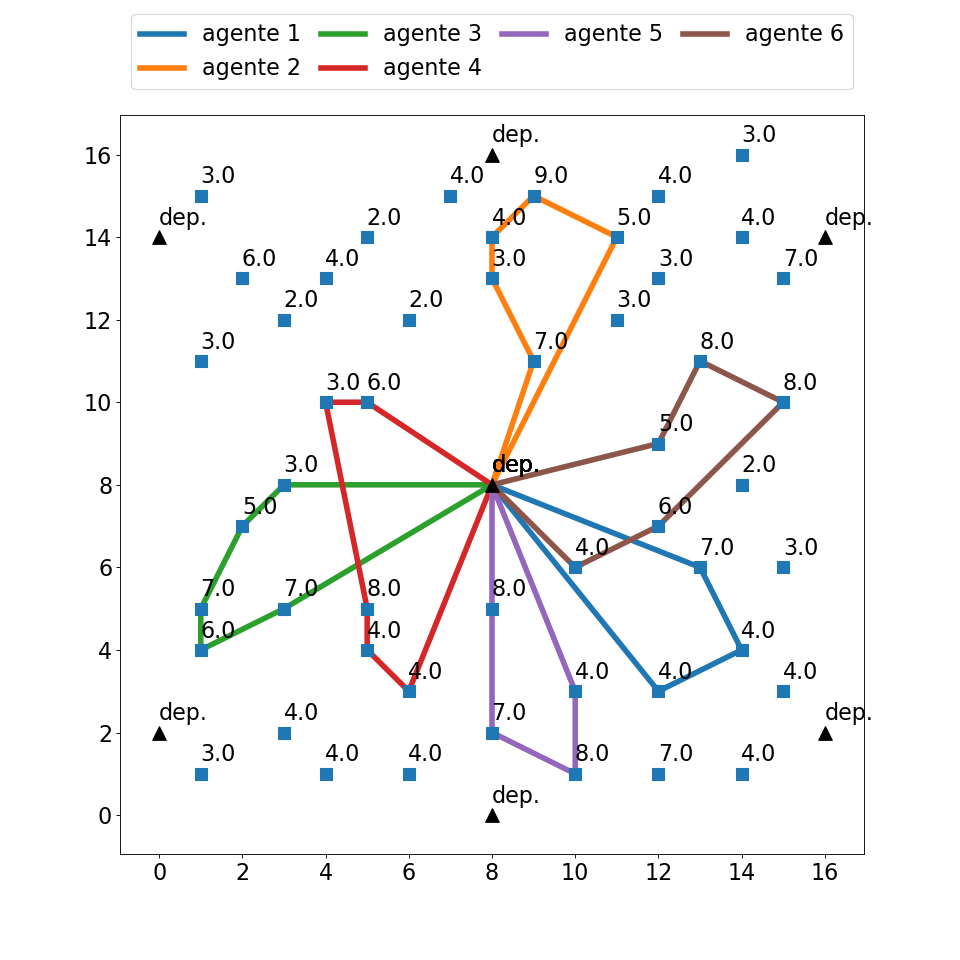 agente 1 agente 3 agente 5 agente 6
agente 2 agente 4
dep. 3.0
16
3.0 4.0 9.0 4.0
dep. 2.0 4.0 5.0 4.0 dep.
14
6.0 4.0 3.0 3.0 7.0
2.0 2.0 3.0
12
3.0 7.0 8.0
3.0 6.0 8.0
10
5.0
3.0 dep. 2.0
8
5.0 6.0
4.0 7.0 3.0
6
7.0 7.0 8.0 8.0
6.0 4.0 4.0
4
4.0 4.0 4.0 4.0
dep. 4.0 7.0 dep.
2
3.0 4.0 4.0 8.0 7.0 4.0
dep.
0
0 2 4 6 8 10 12 14 16